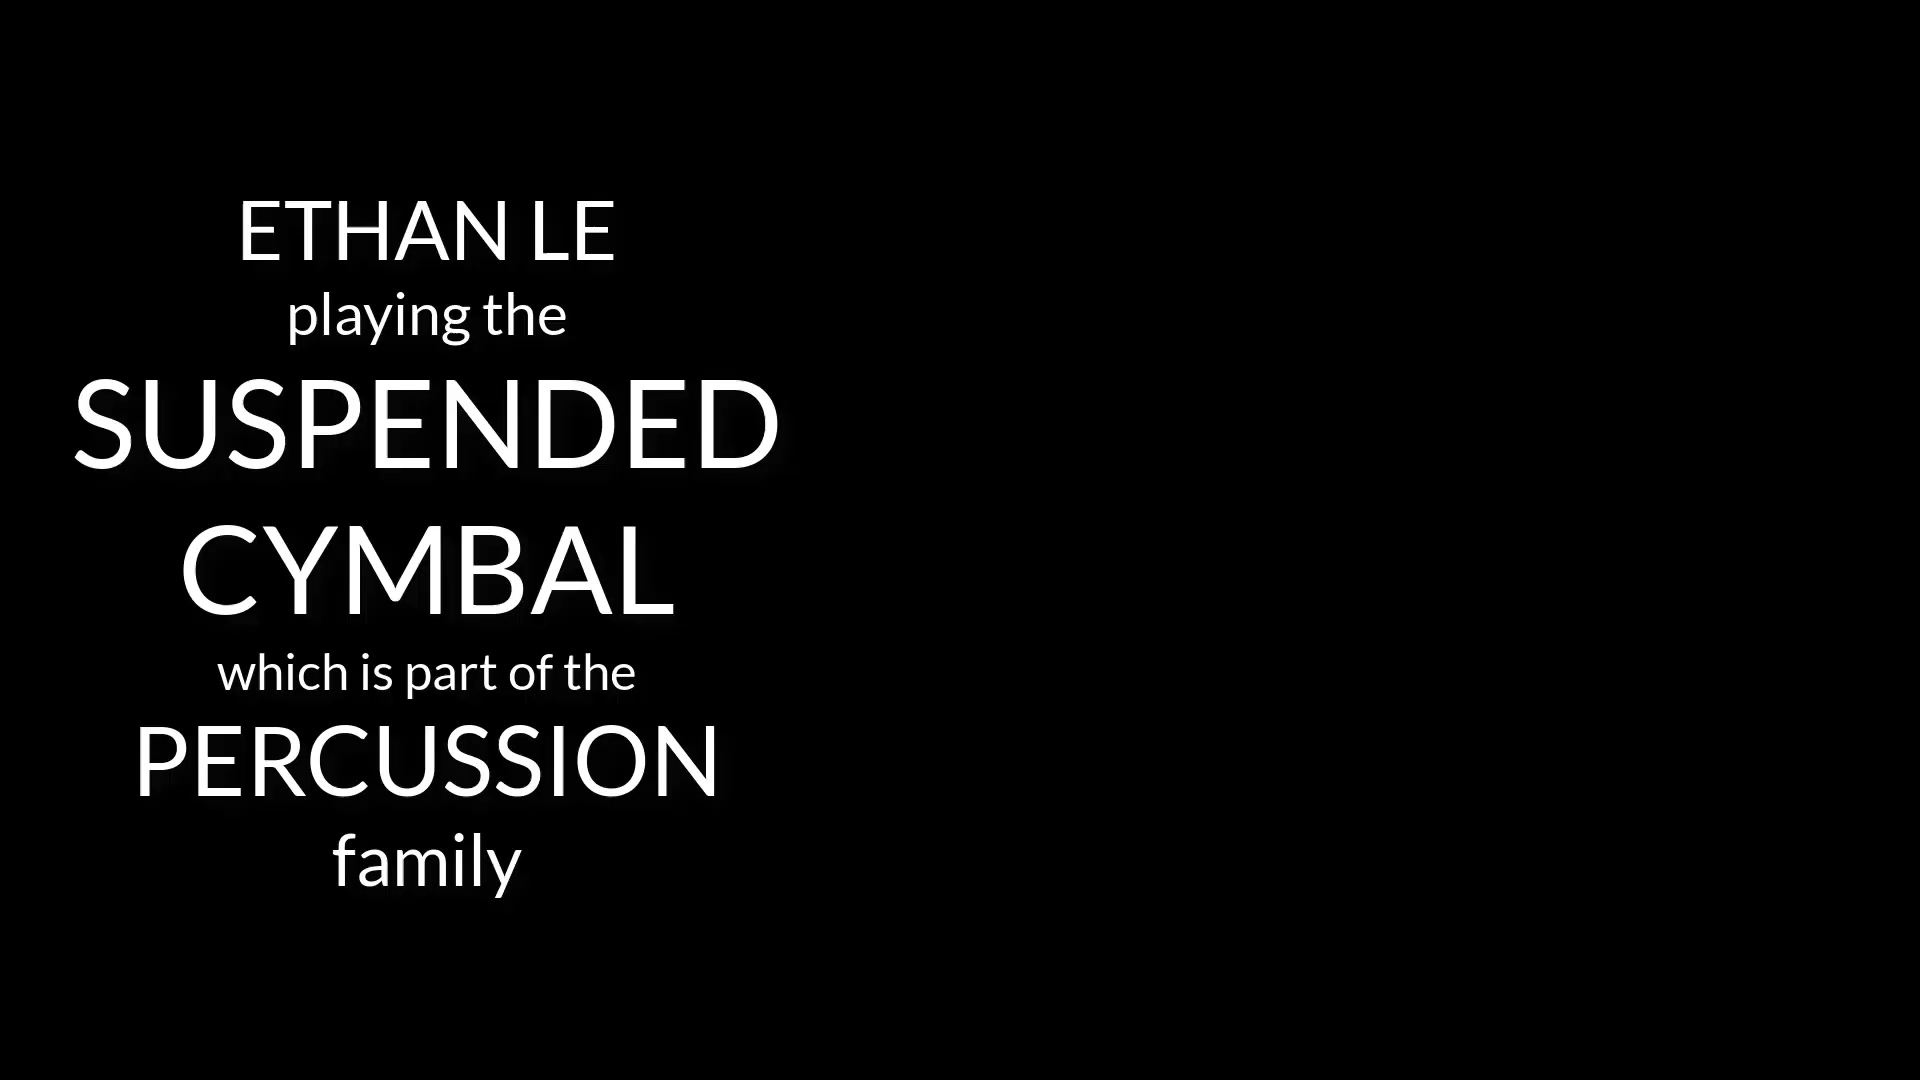 ETHAN LE
playing the
SUSPENDED
CYMBAL
which is part of the
PERCUSSION
family